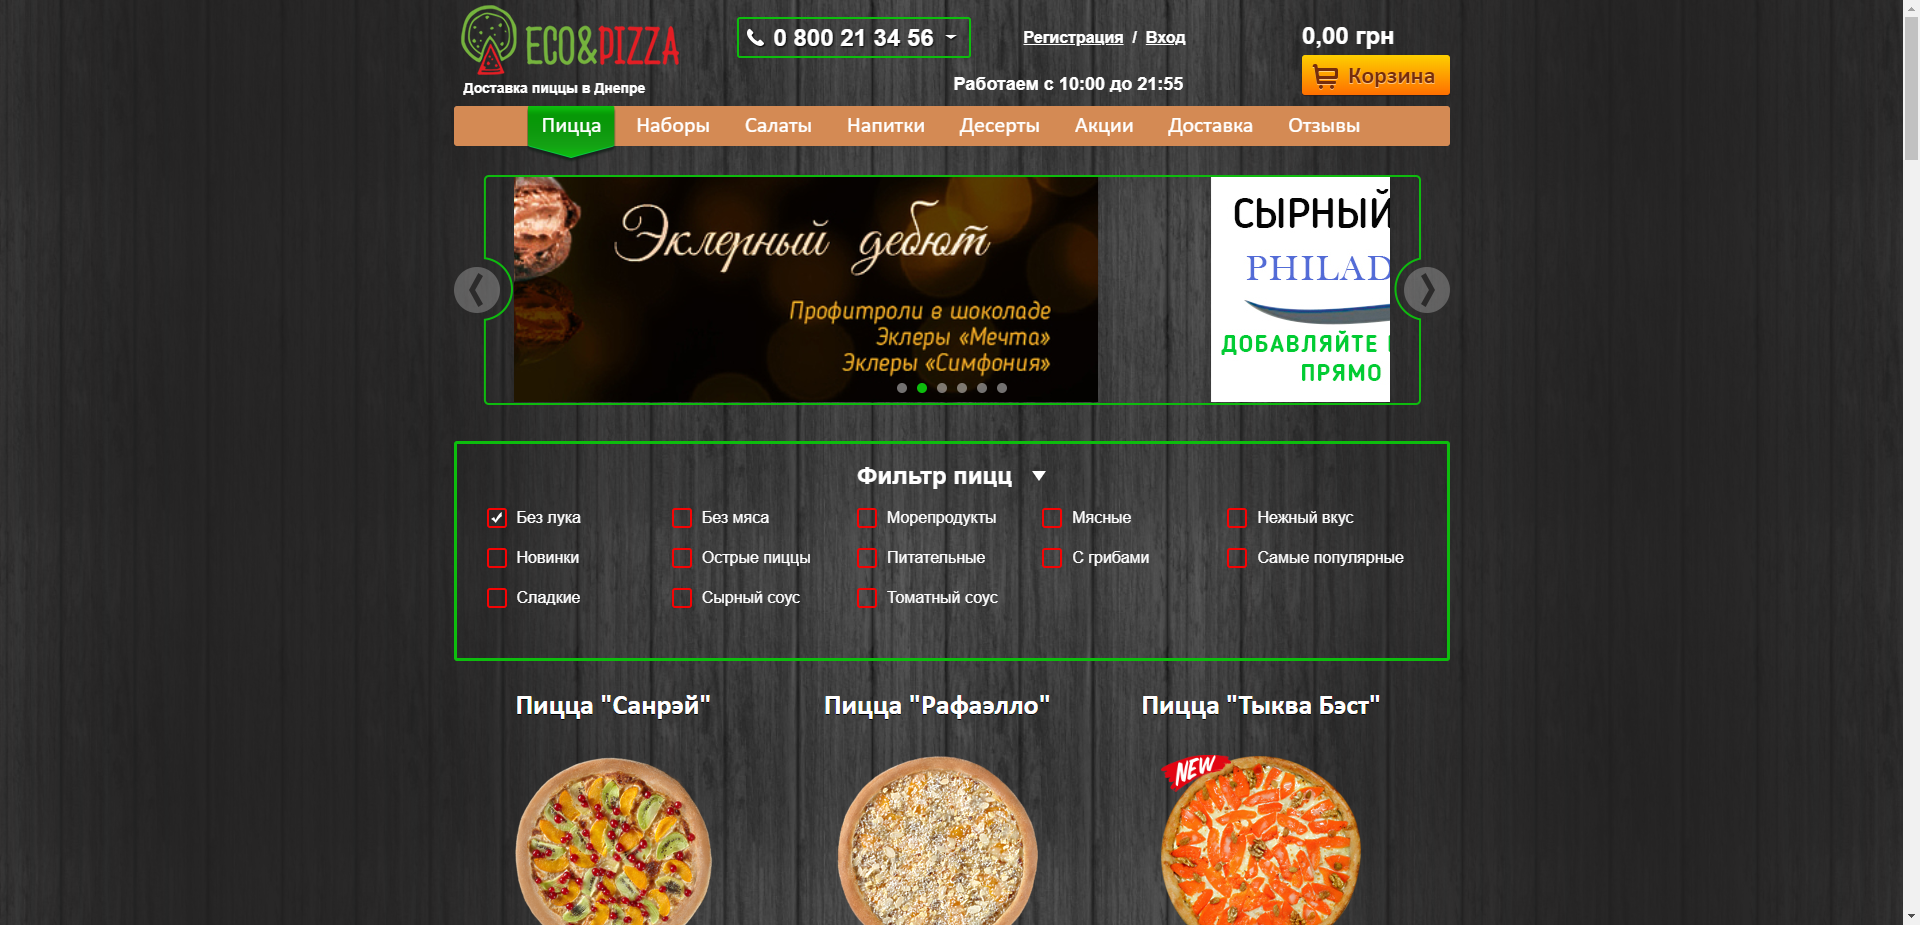 ECO&PIZZA
Доставка пиццы в Днепре
0 800 21 34 56
Регистрация / Вход
Работаем с 10:00 до 21:55
0,00 грн
Корзина
Пицца Наборы Салаты Напитки Десерты Акции Доставка Отзывы
Эклерный дебют
Профитроли в шоколаде
Эклеры «Мечта»
Эклеры «Симфония»
СЫРНЫЙ
PHILAD
ДОБАВЛЯЙТЕ
ПРЯМО
Фильтр пицц
Без лука Без мяса Морепродукты Мясные Нежный вкус
Новинки Острые пиццы Питательные С грибами Самые популярные
Сладкие Сырный соус Томатный соус
Пицца "Санрэй" Пицца "Рафаэлло" Пицца "Тыква Бэст"
NEW